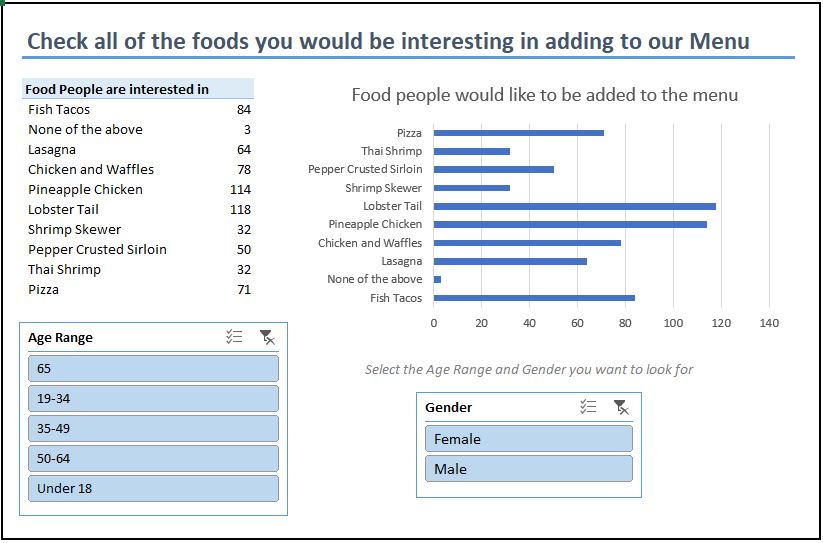 Check all of the foods you would be interesting in adding to our Menu
Food People are interested in
Fish Tacos 84
None of the above 3
Lasagna 64
Chicken and Waffles 78
Pineapple Chicken 114
Lobster Tail 118
Shrimp Skewer 32
Pepper Crusted Sirloin 50
Thai Shrimp 32
Pizza 71
Food people would like to be added to the menu
Pizza
Thai Shrimp
Pepper Crusted Sirloin
Shrimp Skewer
Lobster Tail
Pineapple Chicken
Chicken and Waffles
Lasagna
None of the above
Fish Tacos
0 20 40 60 80 100 120 140
Age Range
65
19-34
35-49
50-64
Under 18
Select the Age Range and Gender you want to look for
Gender
Female
Male